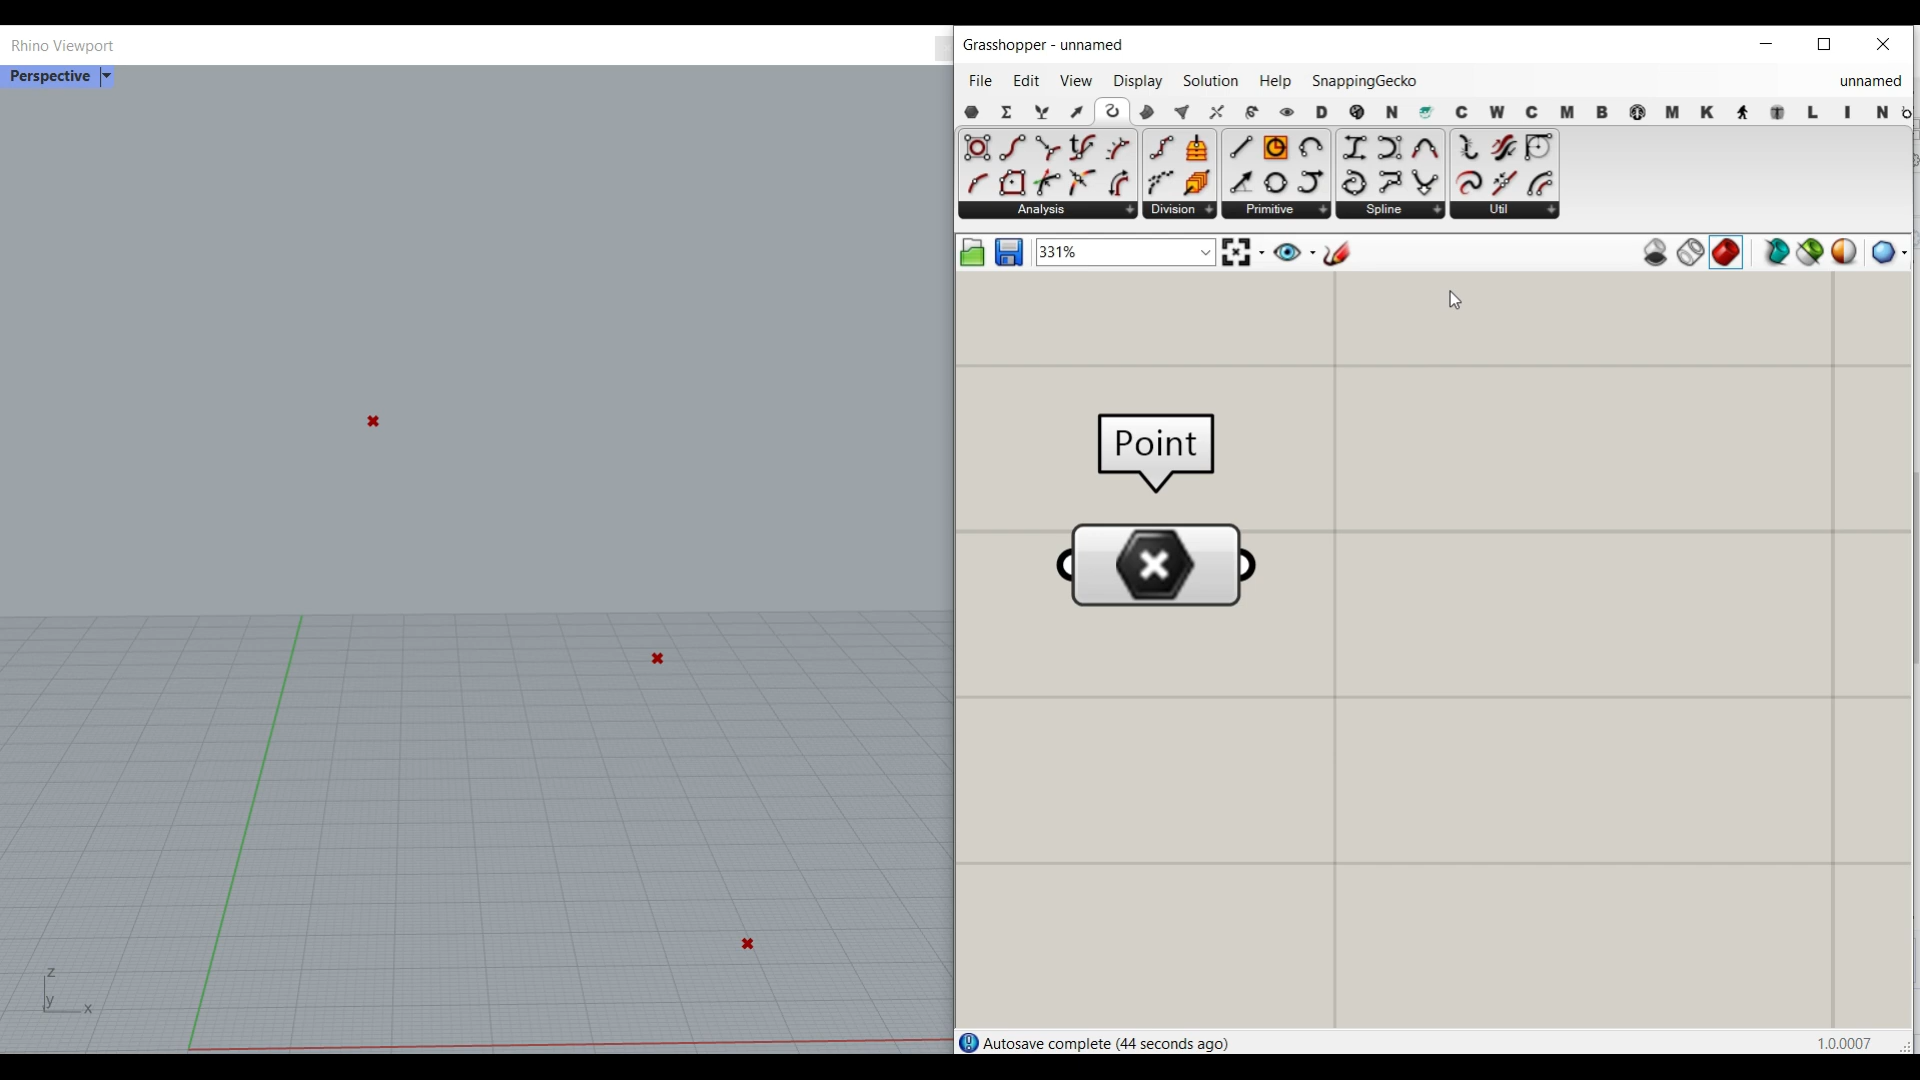 Rhino Viewport
Perspective
z
y
x
Grasshopper - unnamed
File Edit View Display Solution Help SnappingGecko unnamed
D N C W C M B M K L I N
Analysis Division Primitive Spline Util
331%
Point
Autosave complete (44 seconds ago) 1.0.0007